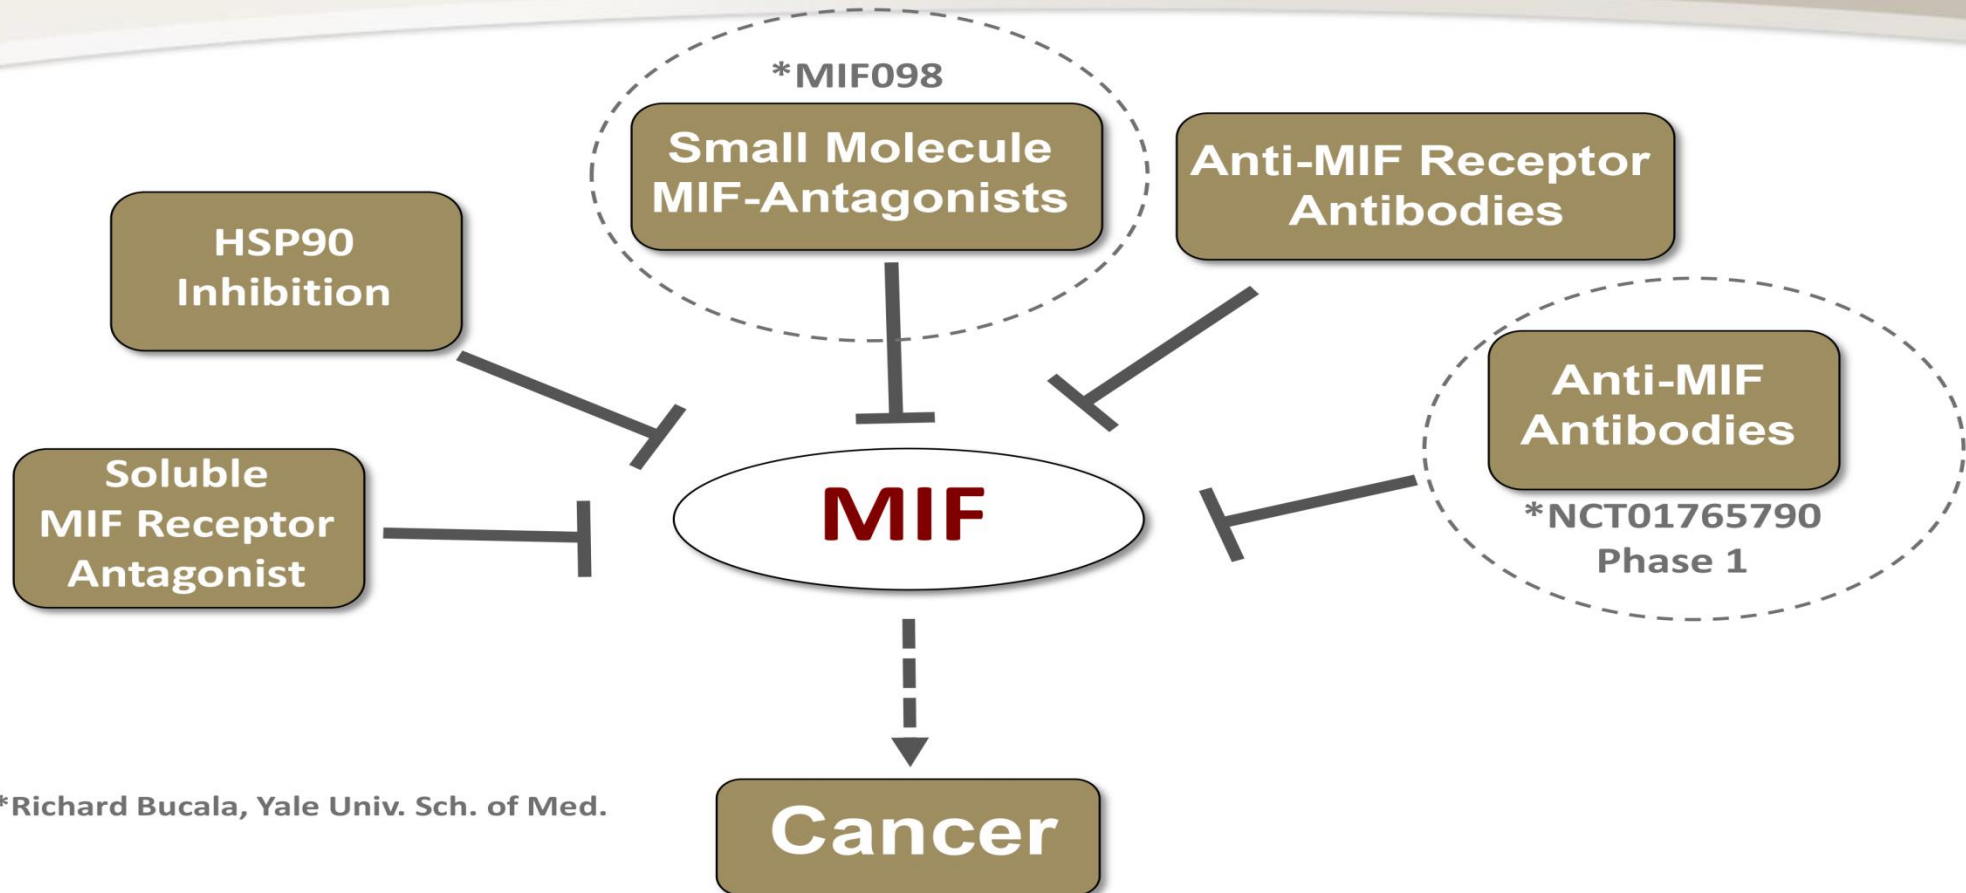 *MIF098
Small Molecule
MIF-Antagonists
Anti-MIF Receptor
Antibodies
HSP90
Inhibition
Anti-MIF
Antibodies
*NCT01765790
Phase 1
Soluble
MIF Receptor
Antagonist
MIF
*Richard Bucala, Yale Univ. Sch. of Med.
Cancer